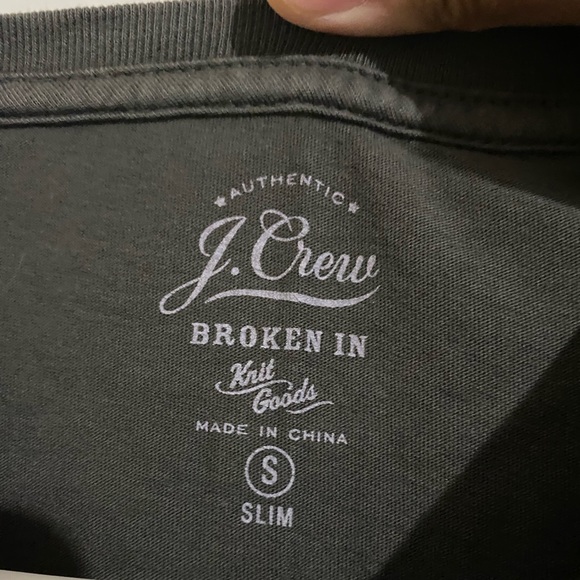 AUTHENTIC
J.Crew
BROKEN IN
Knit
Goods
MADE IN CHINA
S
SLIM